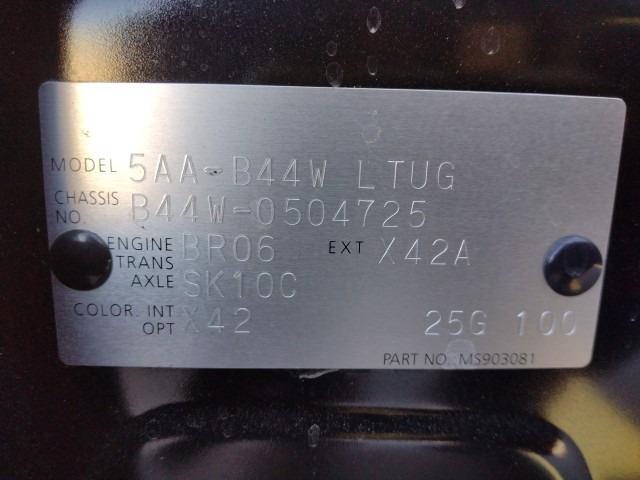 MODEL 5AA-B44W LTUG
CHASSIS NO. B44W-0504725
ENGINE BR06 EXT X42A
TRANS AXLE SK10C
COLOR. INT OPT X42 25G 100
PART NO. MS903081